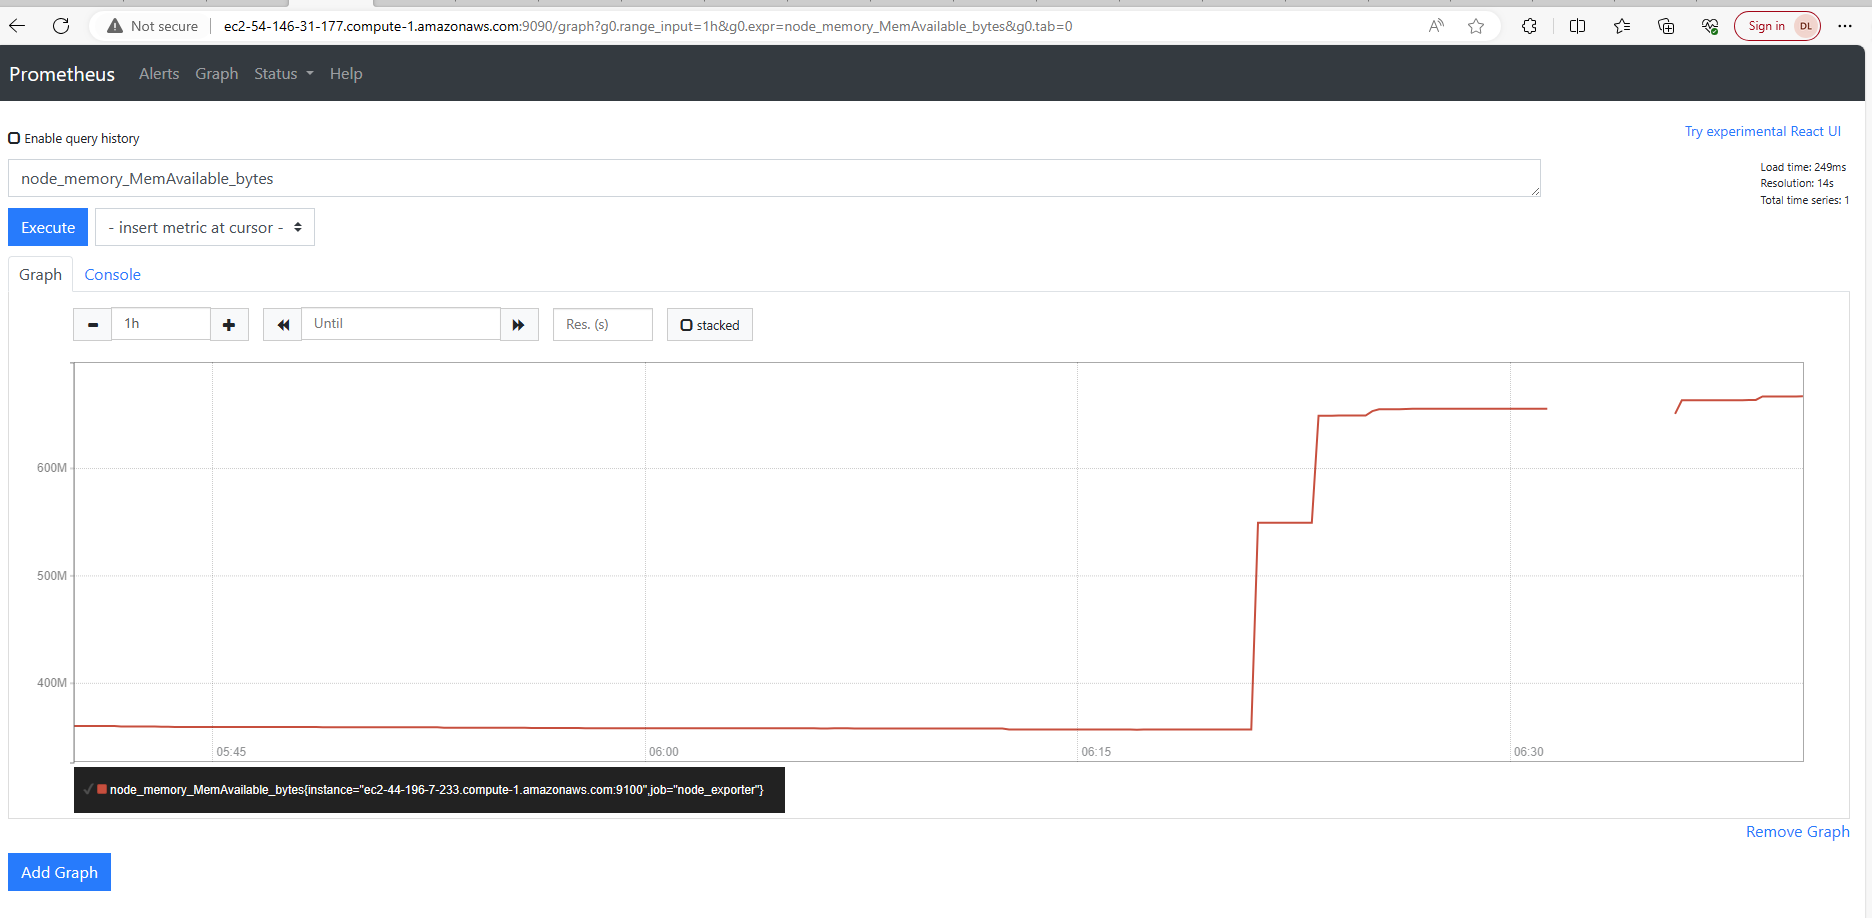 Not secure
ec2-54-146-31-177.compute-1.amazonaws.com:9090/graph?g0.range_input=1h&g0.expr=node_memory_MemAvailable_bytes&g0.tab=0
Sign in
DL
Prometheus
Alerts
Graph
Status
Help
Enable query history
Try experimental React UI
node_memory_MemAvailable_bytes
Load time: 249ms
Resolution: 14s
Total time series: 1
Execute
- insert metric at cursor -
Graph
Console
1h
Until
Res. (s)
stacked
600M
500M
400M
05:45
06:00
06:15
06:30
node_memory_MemAvailable_bytes{instance="ec2-44-196-7-233.compute-1.amazonaws.com:9100",job="node_exporter"}
Remove Graph
Add Graph